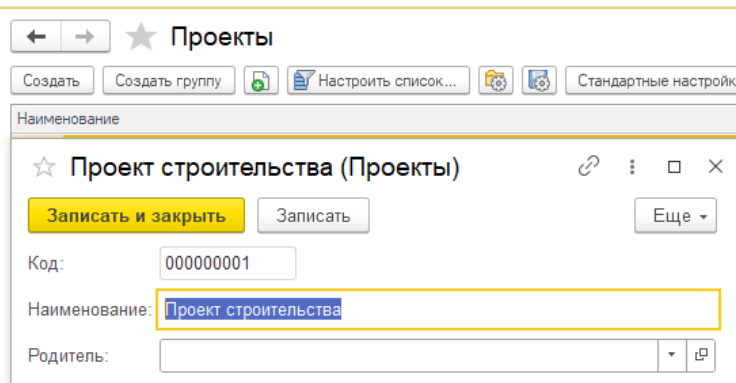 Проекты
Создать Создать группу Настроить список... Стандартные настройк
Наименование
Проект строительства (Проекты)
Записать и закрыть Записать Еще
Код: 000000001
Наименование: Проект строительства
Родитель: